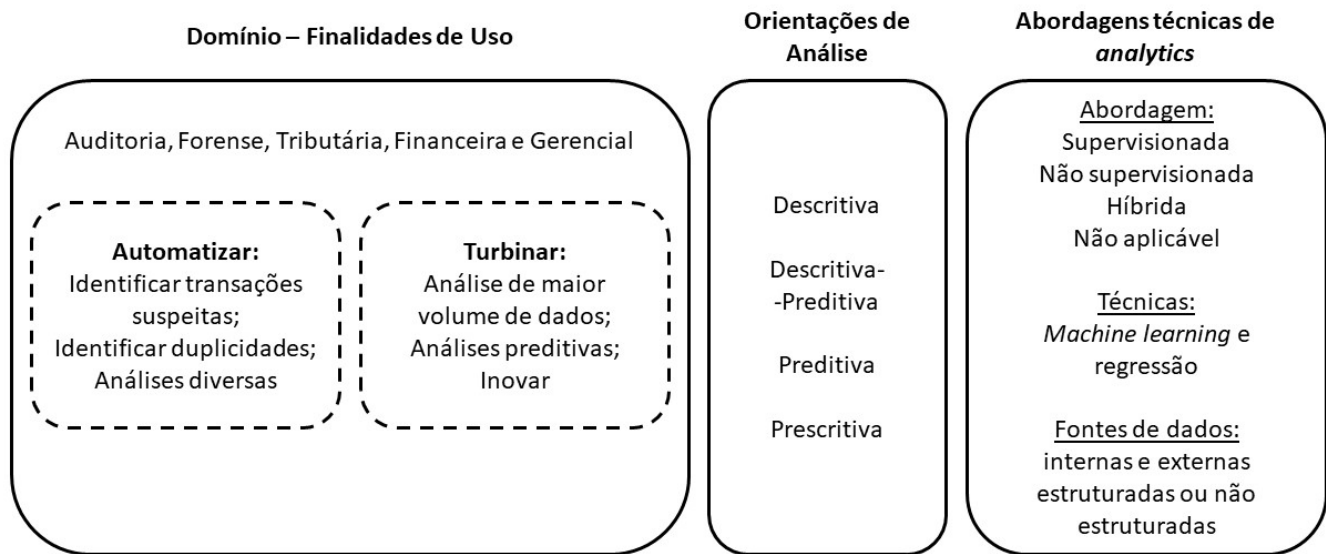 Domínio – Finalidades de Uso
Orientações de
Análise
Abordagens técnicas de
analytics
Auditoria, Forense, Tributária, Financeira e Gerencial
Automatizar:
Identificar transações
suspeitas;
Identificar duplicidades;
Análises diversas
Turbinar:
Análise de maior
volume de dados;
Análises preditivas;
Inovar
Descritiva
Descritiva-
-Preditiva
Preditiva
Prescritiva
Abordagem:
Supervisionada
Não supervisionada
Híbrida
Não aplicável
Técnicas:
Machine learning e
regressão
Fontes de dados:
internas e externas
estruturadas ou não
estruturadas